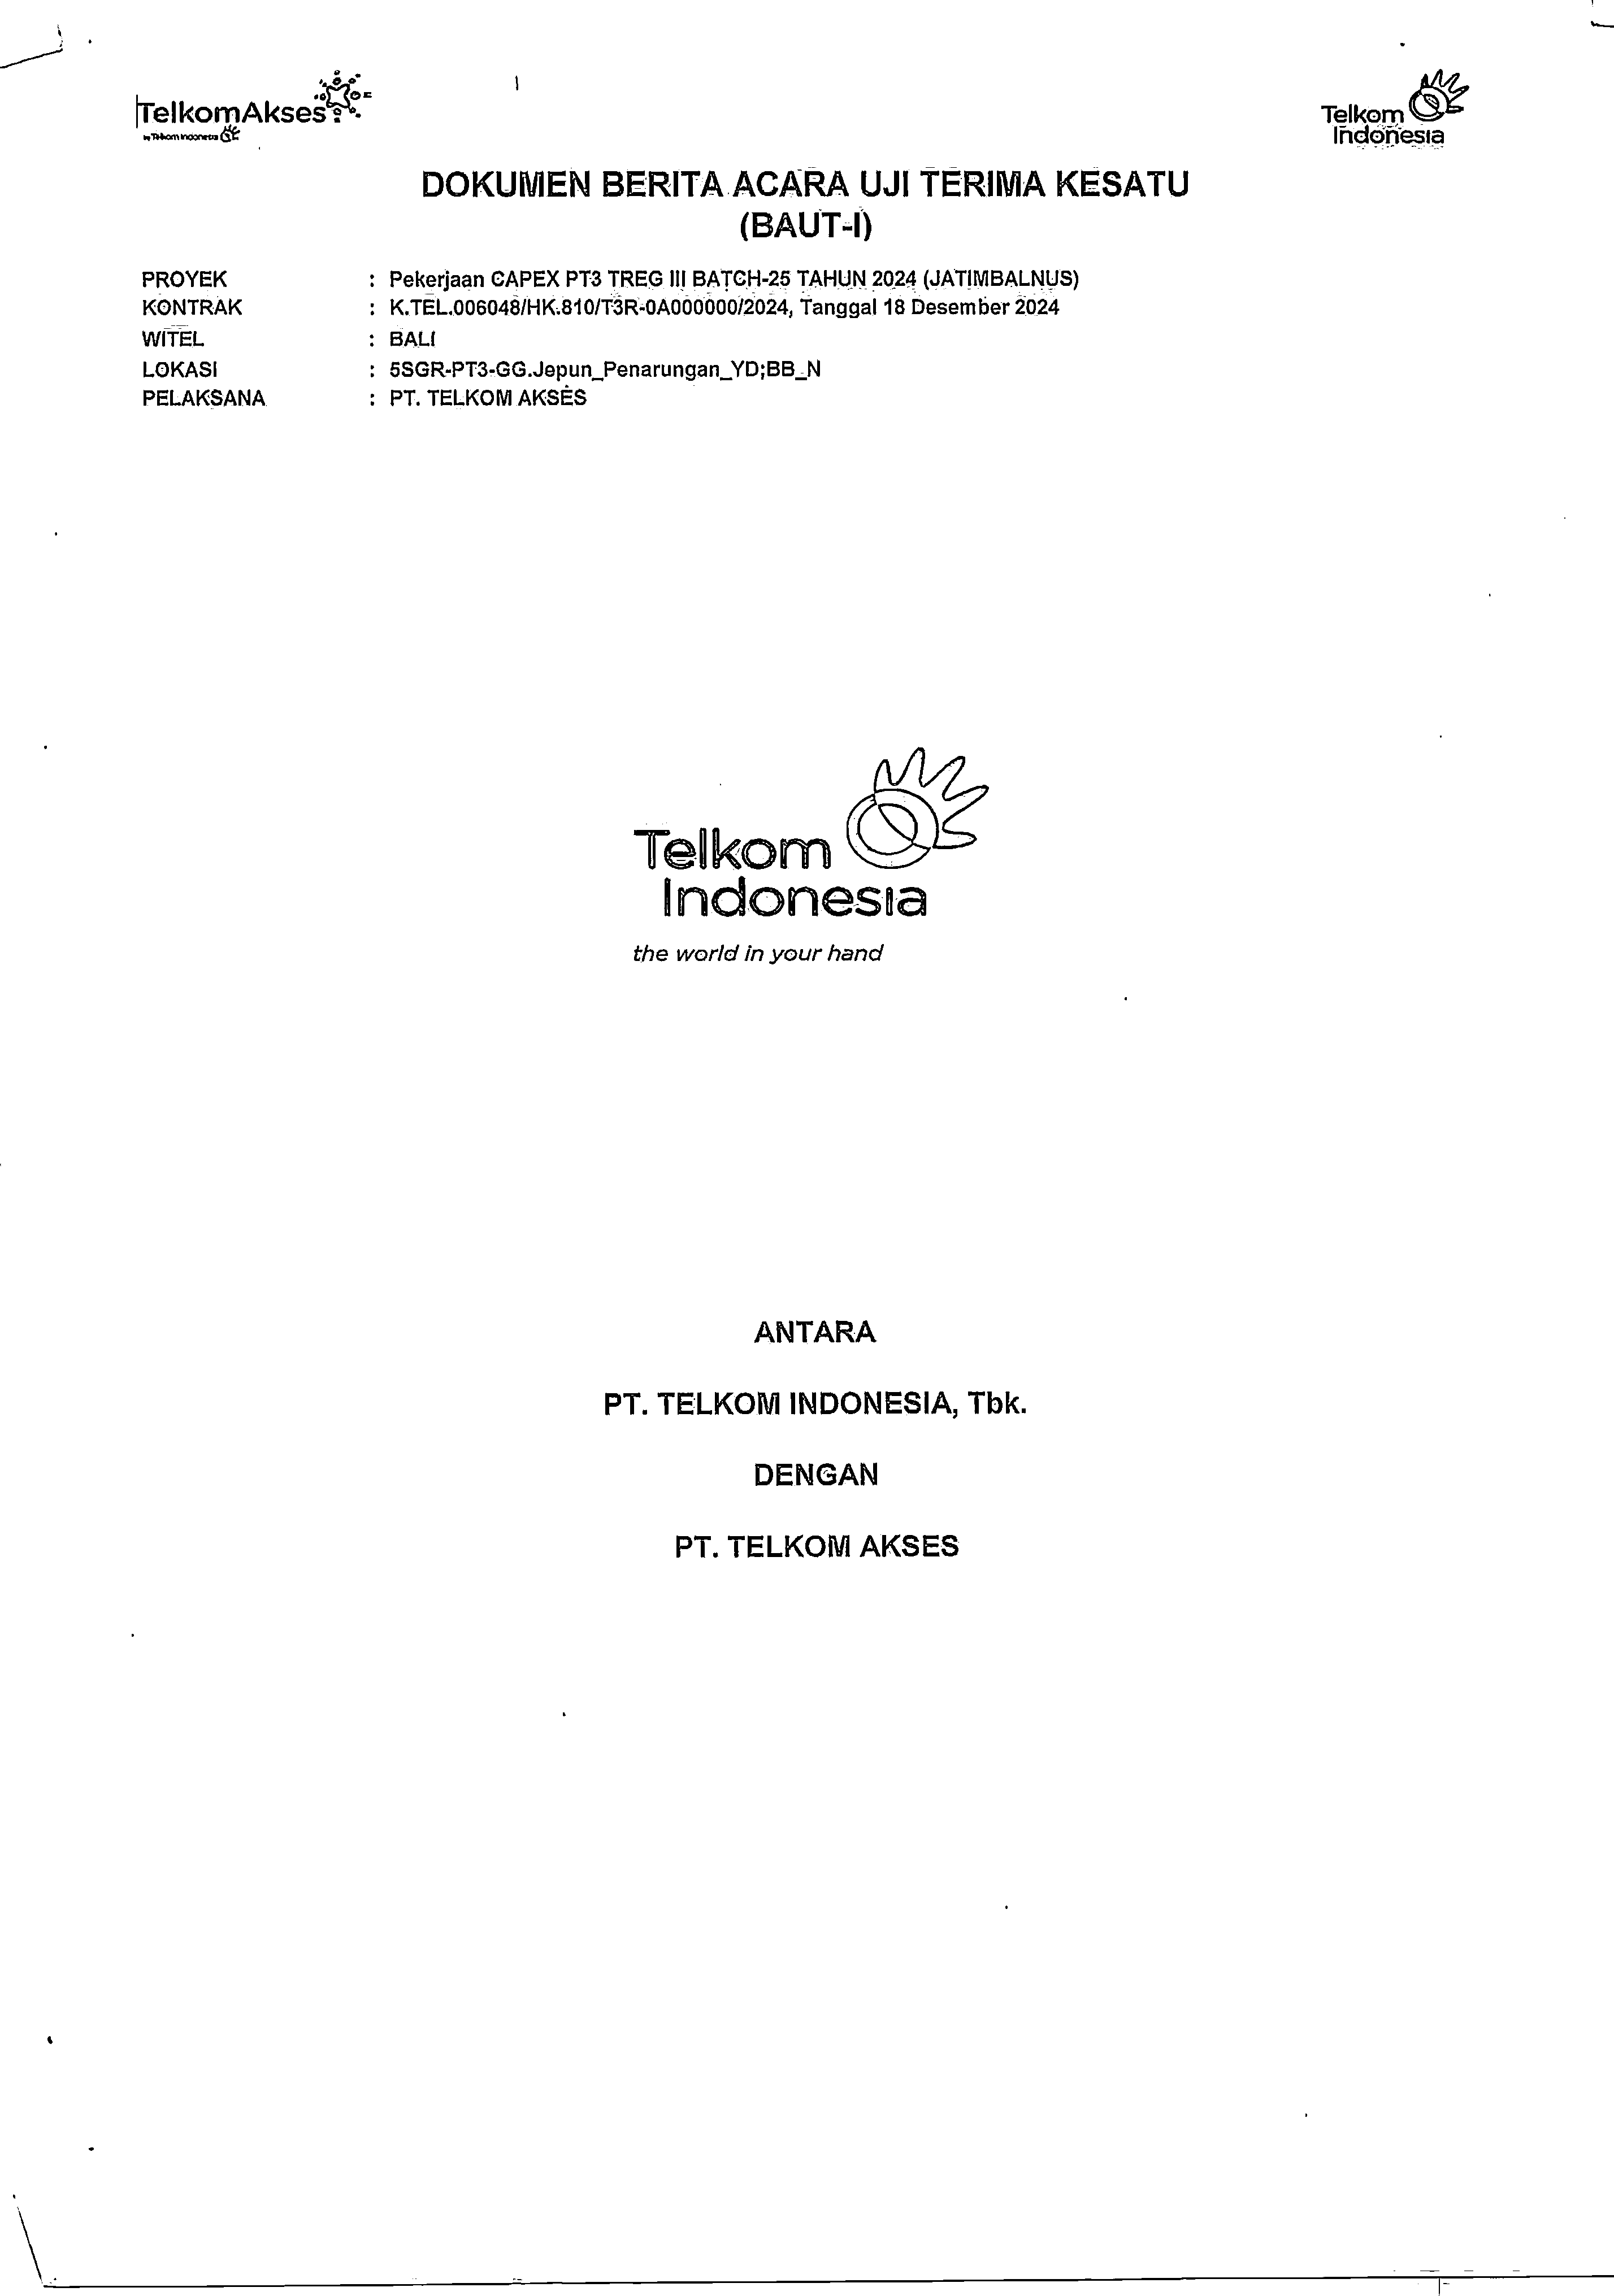 TelkomAkses
by Telkom Indonesia
Telkom
Indonesia
DOKUMEN BERITA ACARA UJI TERIMA KESATU
(BAUT-I)
PROYEK : Pekerjaan CAPEX PT3 TREG III BATCH-25 TAHUN 2024 (JATIMBALNUS)
KONTRAK : K.TEL.006048/HK.810/T3R-0A000000/2024, Tanggal 18 Desember 2024
WITEL : BALI
LOKASI : 5SGR-PT3-GG.Jepun_Penarungan_YD;BB_N
PELAKSANA : PT. TELKOM AKSES
Telkom
Indonesia
the world in your hand
ANTARA
PT. TELKOM INDONESIA, Tbk.
DENGAN
PT. TELKOM AKSES